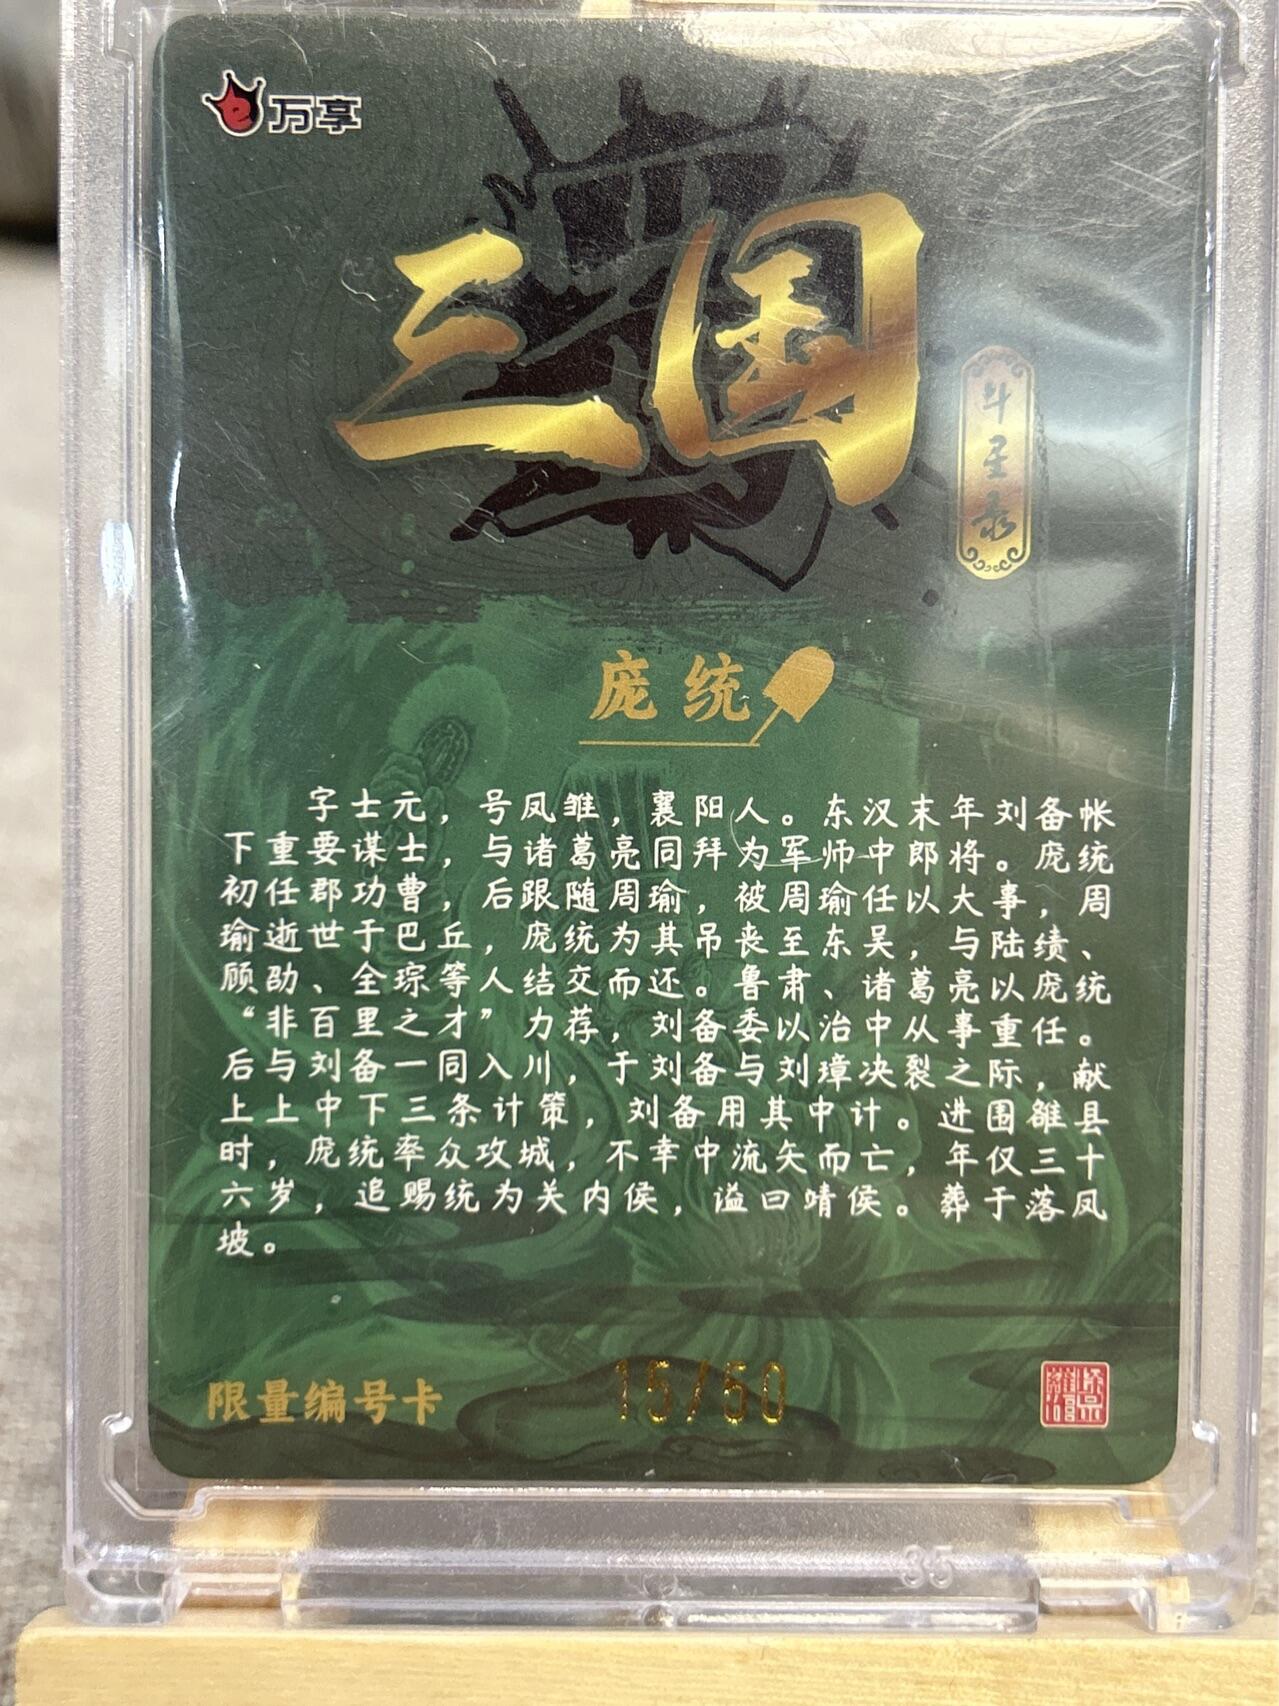 万享
三国
斗星录
庞统
字士元，号凤雏，襄阳人。东汉末年刘备帐
下重要谋士，与诸葛亮同拜为军师中郎将。庞统
初任郡功曹，后跟随周瑜，被周瑜任以大事，周
瑜逝世于巴丘，庞统为其吊丧至东吴，与陆绩、
顾劭、全琮等人结交而还。鲁肃、诸葛亮以庞统
“非百里之才”力荐，刘备委以治中从事重任。
后与刘备一同入川，于刘备与刘璋决裂之际，献
上上中下三条计策，刘备用其中计。进围雒县
时，庞统率众攻城，不幸中流矢而亡，年仅三十
六岁，追赐统为关内侯，谥曰靖侯。葬于落凤
坡。
限量编号卡
15/50
35